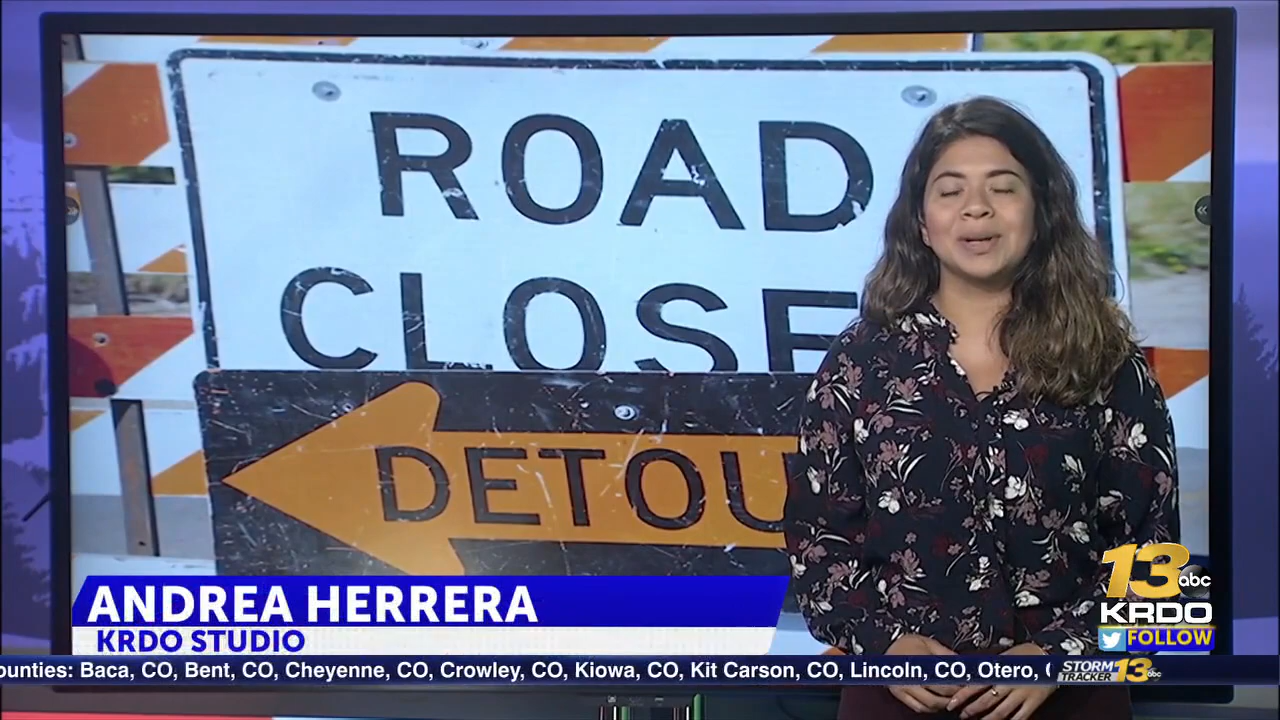 ROAD
CLOSE
DETOU
ANDREA HERRERA
KRDO STUDIO
13 abc
KRDO
FOLLOW
ounties: Baca, CO, Bent, CO, Cheyenne, CO, Crowley, CO, Kiowa, CO, Kit Carson, CO, Lincoln, CO, Otero,
STORM TRACKER 13 abc